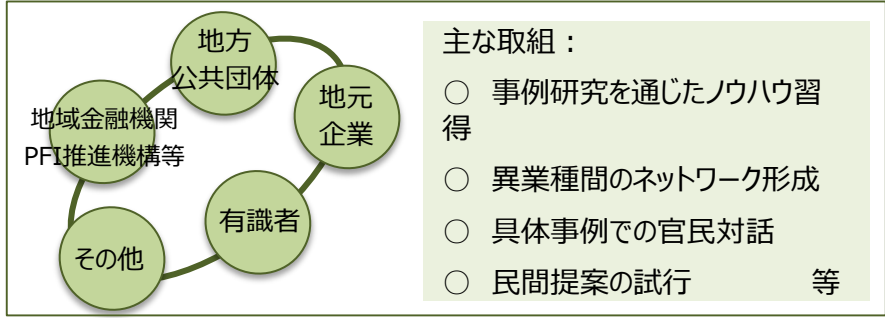 地方
公共団体
地元
企業
地域金融機関
PFI推進機構等
有識者
その他
主な取組：
○ 事例研究を通じたノウハウ習
得
○ 異業種間のネットワーク形成
○ 具体事例での官民対話
○ 民間提案の試行　　　　等